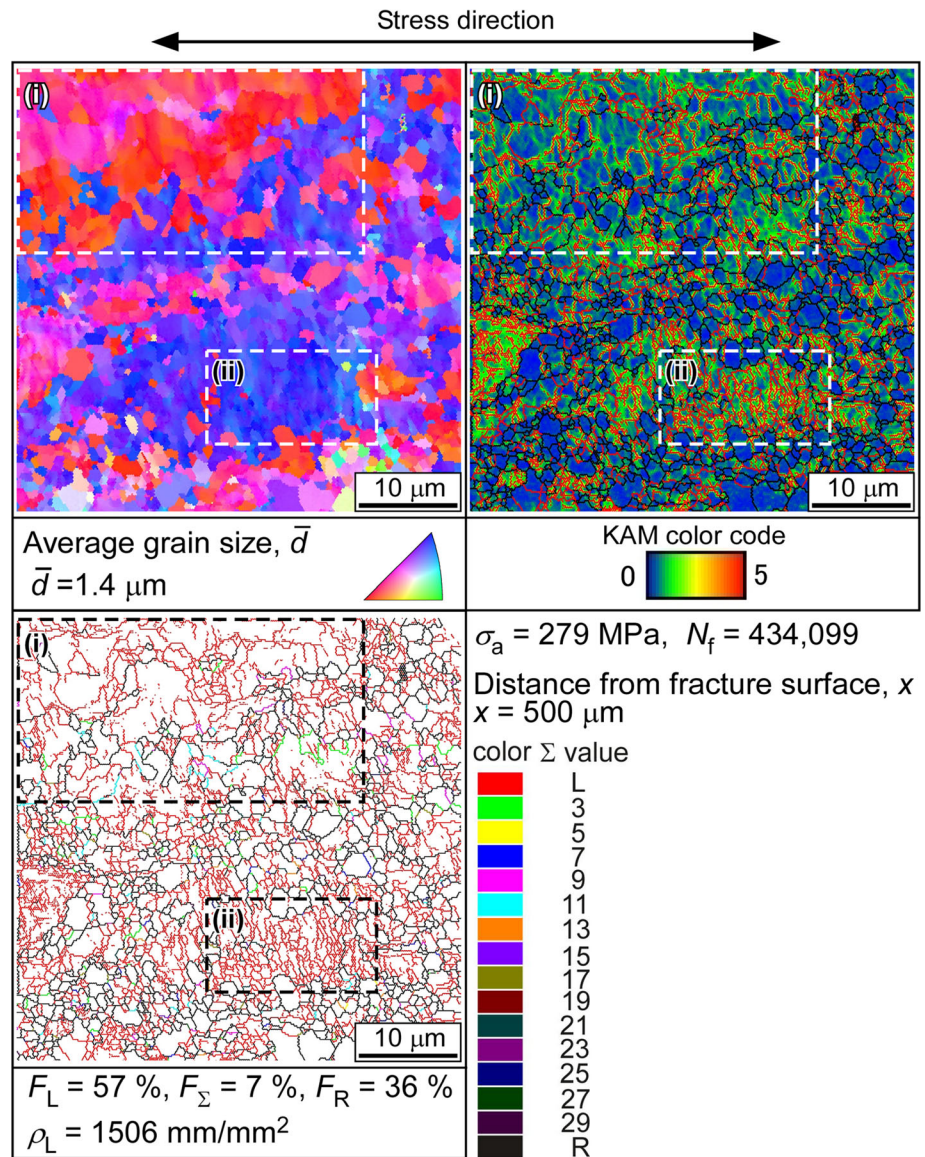 Stress direction
(i)
(i)
(ii)
(ii)
10 μm
10 μm
Average grain size, d̅
d̅ =1.4 μm
KAM color code
0 5
(i)
(ii)
10 μm
σa = 279 MPa, Nf = 434,099
Distance from fracture surface, x
x = 500 μm
color Σ value
L
3
5
7
9
11
13
15
17
19
21
23
25
27
29
R
FL = 57 %, FΣ = 7 %, FR = 36 %
ρL = 1506 mm/mm²